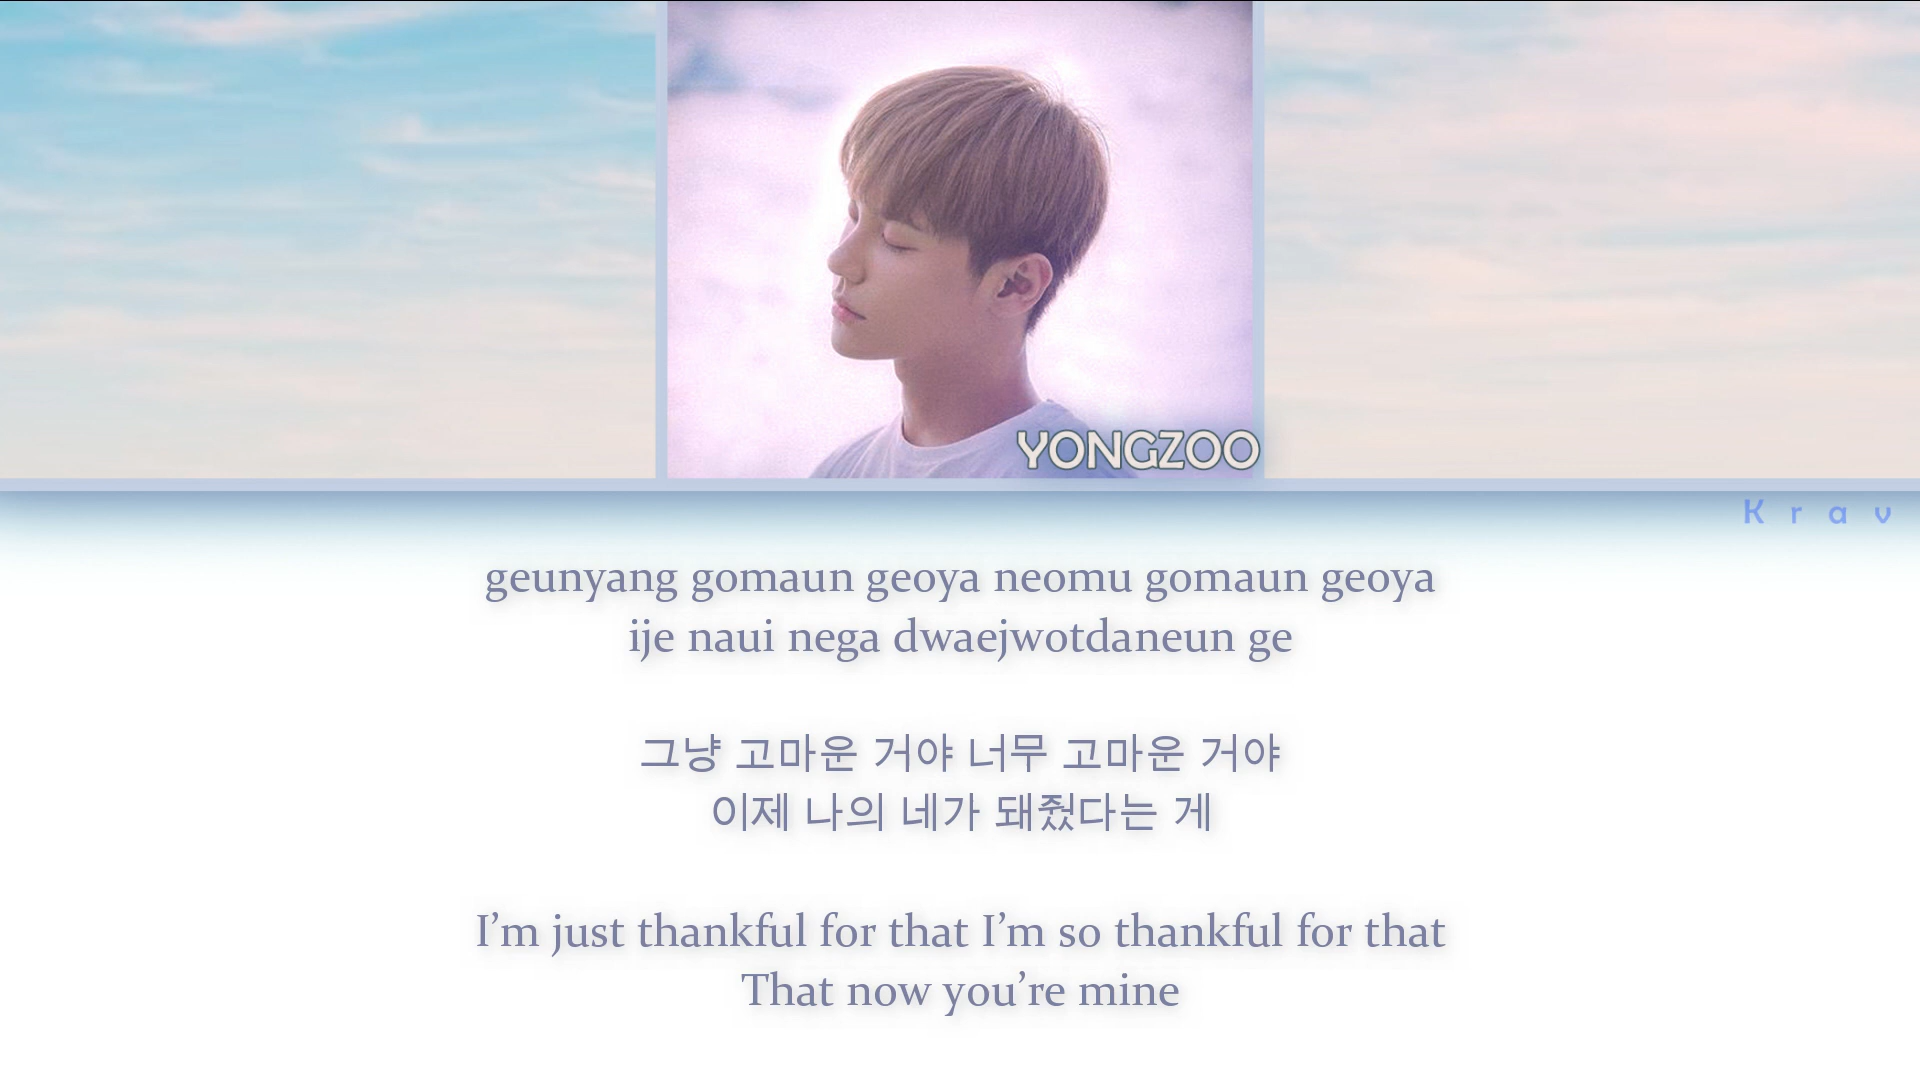 YONGZOO
K r a v
geunyang gomaun geoya neomu gomaun geoya
ije naui nega dwaejwotdaneun ge
그냥 고마운 거야 너무 고마운 거야
이제 나의 네가 돼줬다는 게
I’m just thankful for that I’m so thankful for that
That now you’re mine